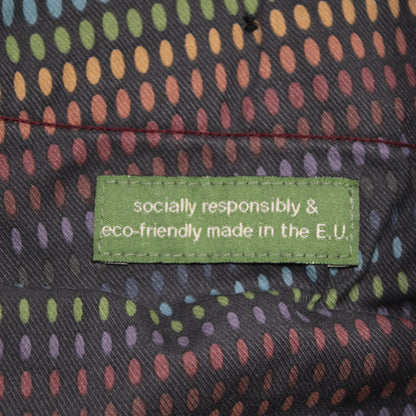 socially responsibly &
eco-friendly made in the E.U.